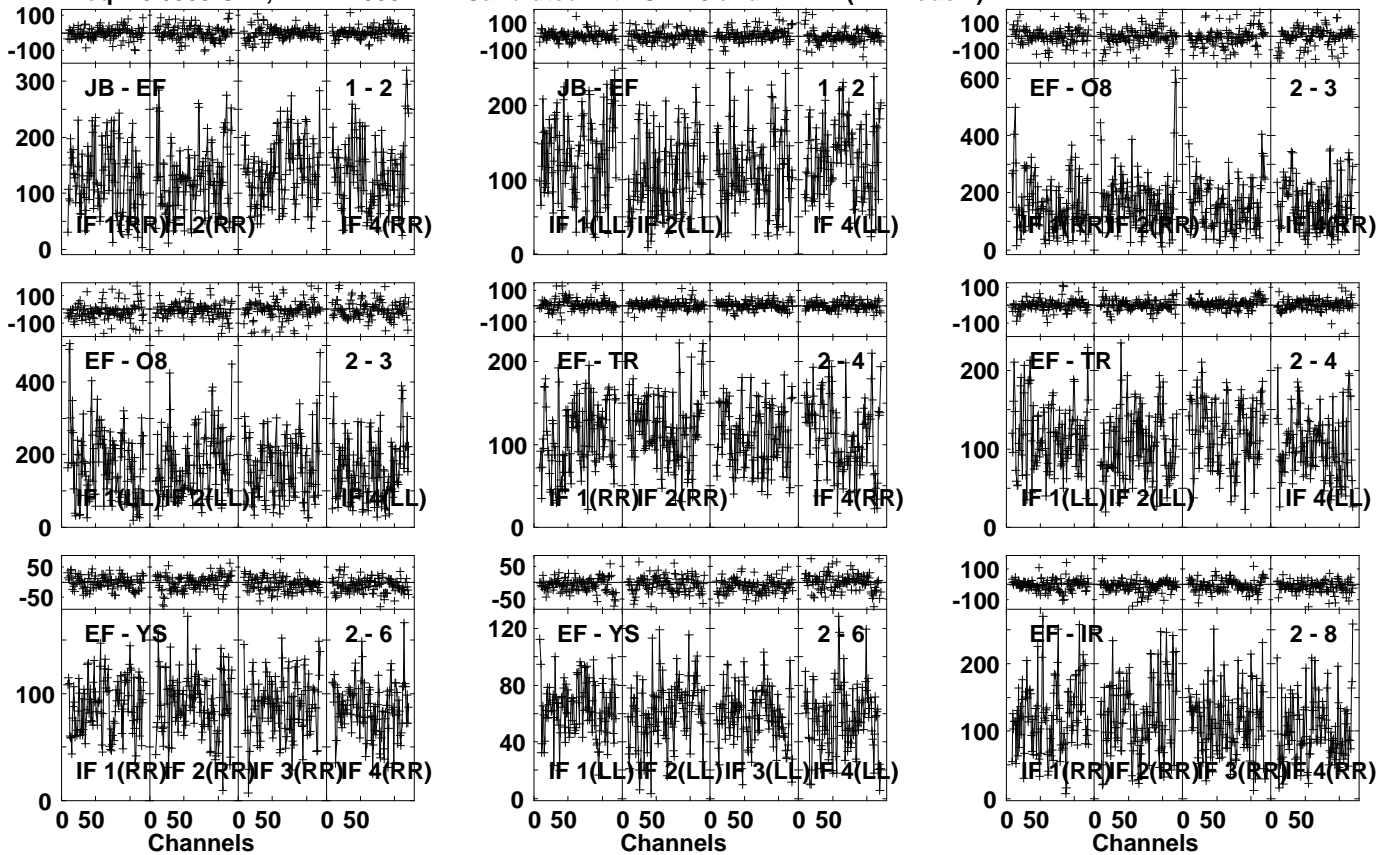 100
-100
300
200
100
0
JB - EF 1 - 2
IF 1(RR) IF 2(RR) IF 4(RR)
100
-100
200
100
0
JB - EF 1 - 2
IF 1(LL) IF 2(LL) IF 4(LL)
100
-100
600
400
200
0
EF - O8 2 - 3
IF 1(RR) IF 2(RR) IF 4(RR)
100
-100
400
200
0
EF - O8 2 - 3
IF 1(LL) IF 2(LL) IF 4(LL)
100
-100
200
100
0
EF - TR 2 - 4
IF 1(RR) IF 2(RR) IF 4(RR)
100
-100
200
100
0
EF - TR 2 - 4
IF 1(LL) IF 2(LL) IF 4(LL)
50
-50
100
0
EF - YS 2 - 6
IF 1(RR) IF 2(RR) IF 3(RR) IF 4(RR)
0 50 0 50 0 50 0 50
Channels
50
-50
120
80
40
0
EF - YS 2 - 6
IF 1(LL) IF 2(LL) IF 3(LL) IF 4(LL)
0 50 0 50 0 50 0 50
Channels
100
-100
200
100
0
EF - IR 2 - 8
IF 1(RR) IF 2(RR) IF 3(RR) IF 4(RR)
0 50 0 50 0 50 0 50
Channels